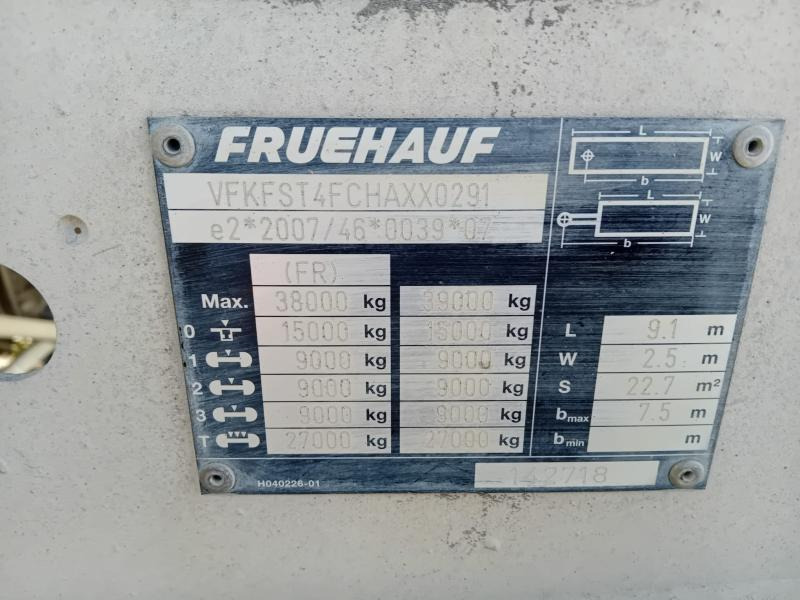 FRUEHAUF
VFKFST4FCHAXX0291
e2*2007/46*0039*07
L
W
b
L
W
b
(FR)
Max. 38000 kg 39000 kg
0 15000 kg kg L 9.1 m
1 9000 kg 9000 kg W 2.5 m
2 9000 kg 9000 kg S 22.7 m²
3 9000 kg 9000 kg bmax 7.5 m
T 27000 kg 27000 kg bmin m
H040226-01
142718